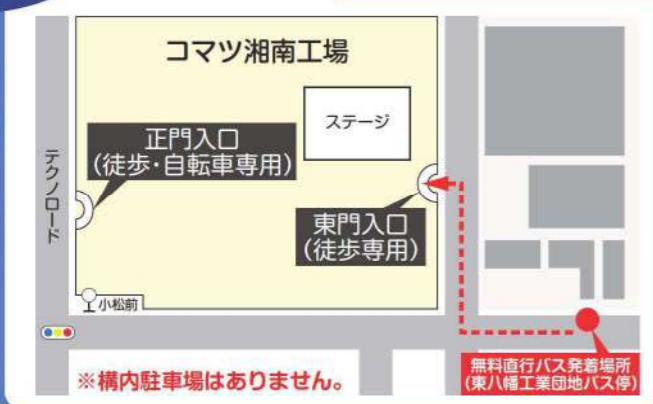 コマツ湘南工場
ステージ
正門入口
(徒歩・自転車専用)
テクノロード
東門入口
(徒歩専用)
小松前
※構内駐車場はありません。
無料直行バス発着場所
(東八幡工業団地バス停)